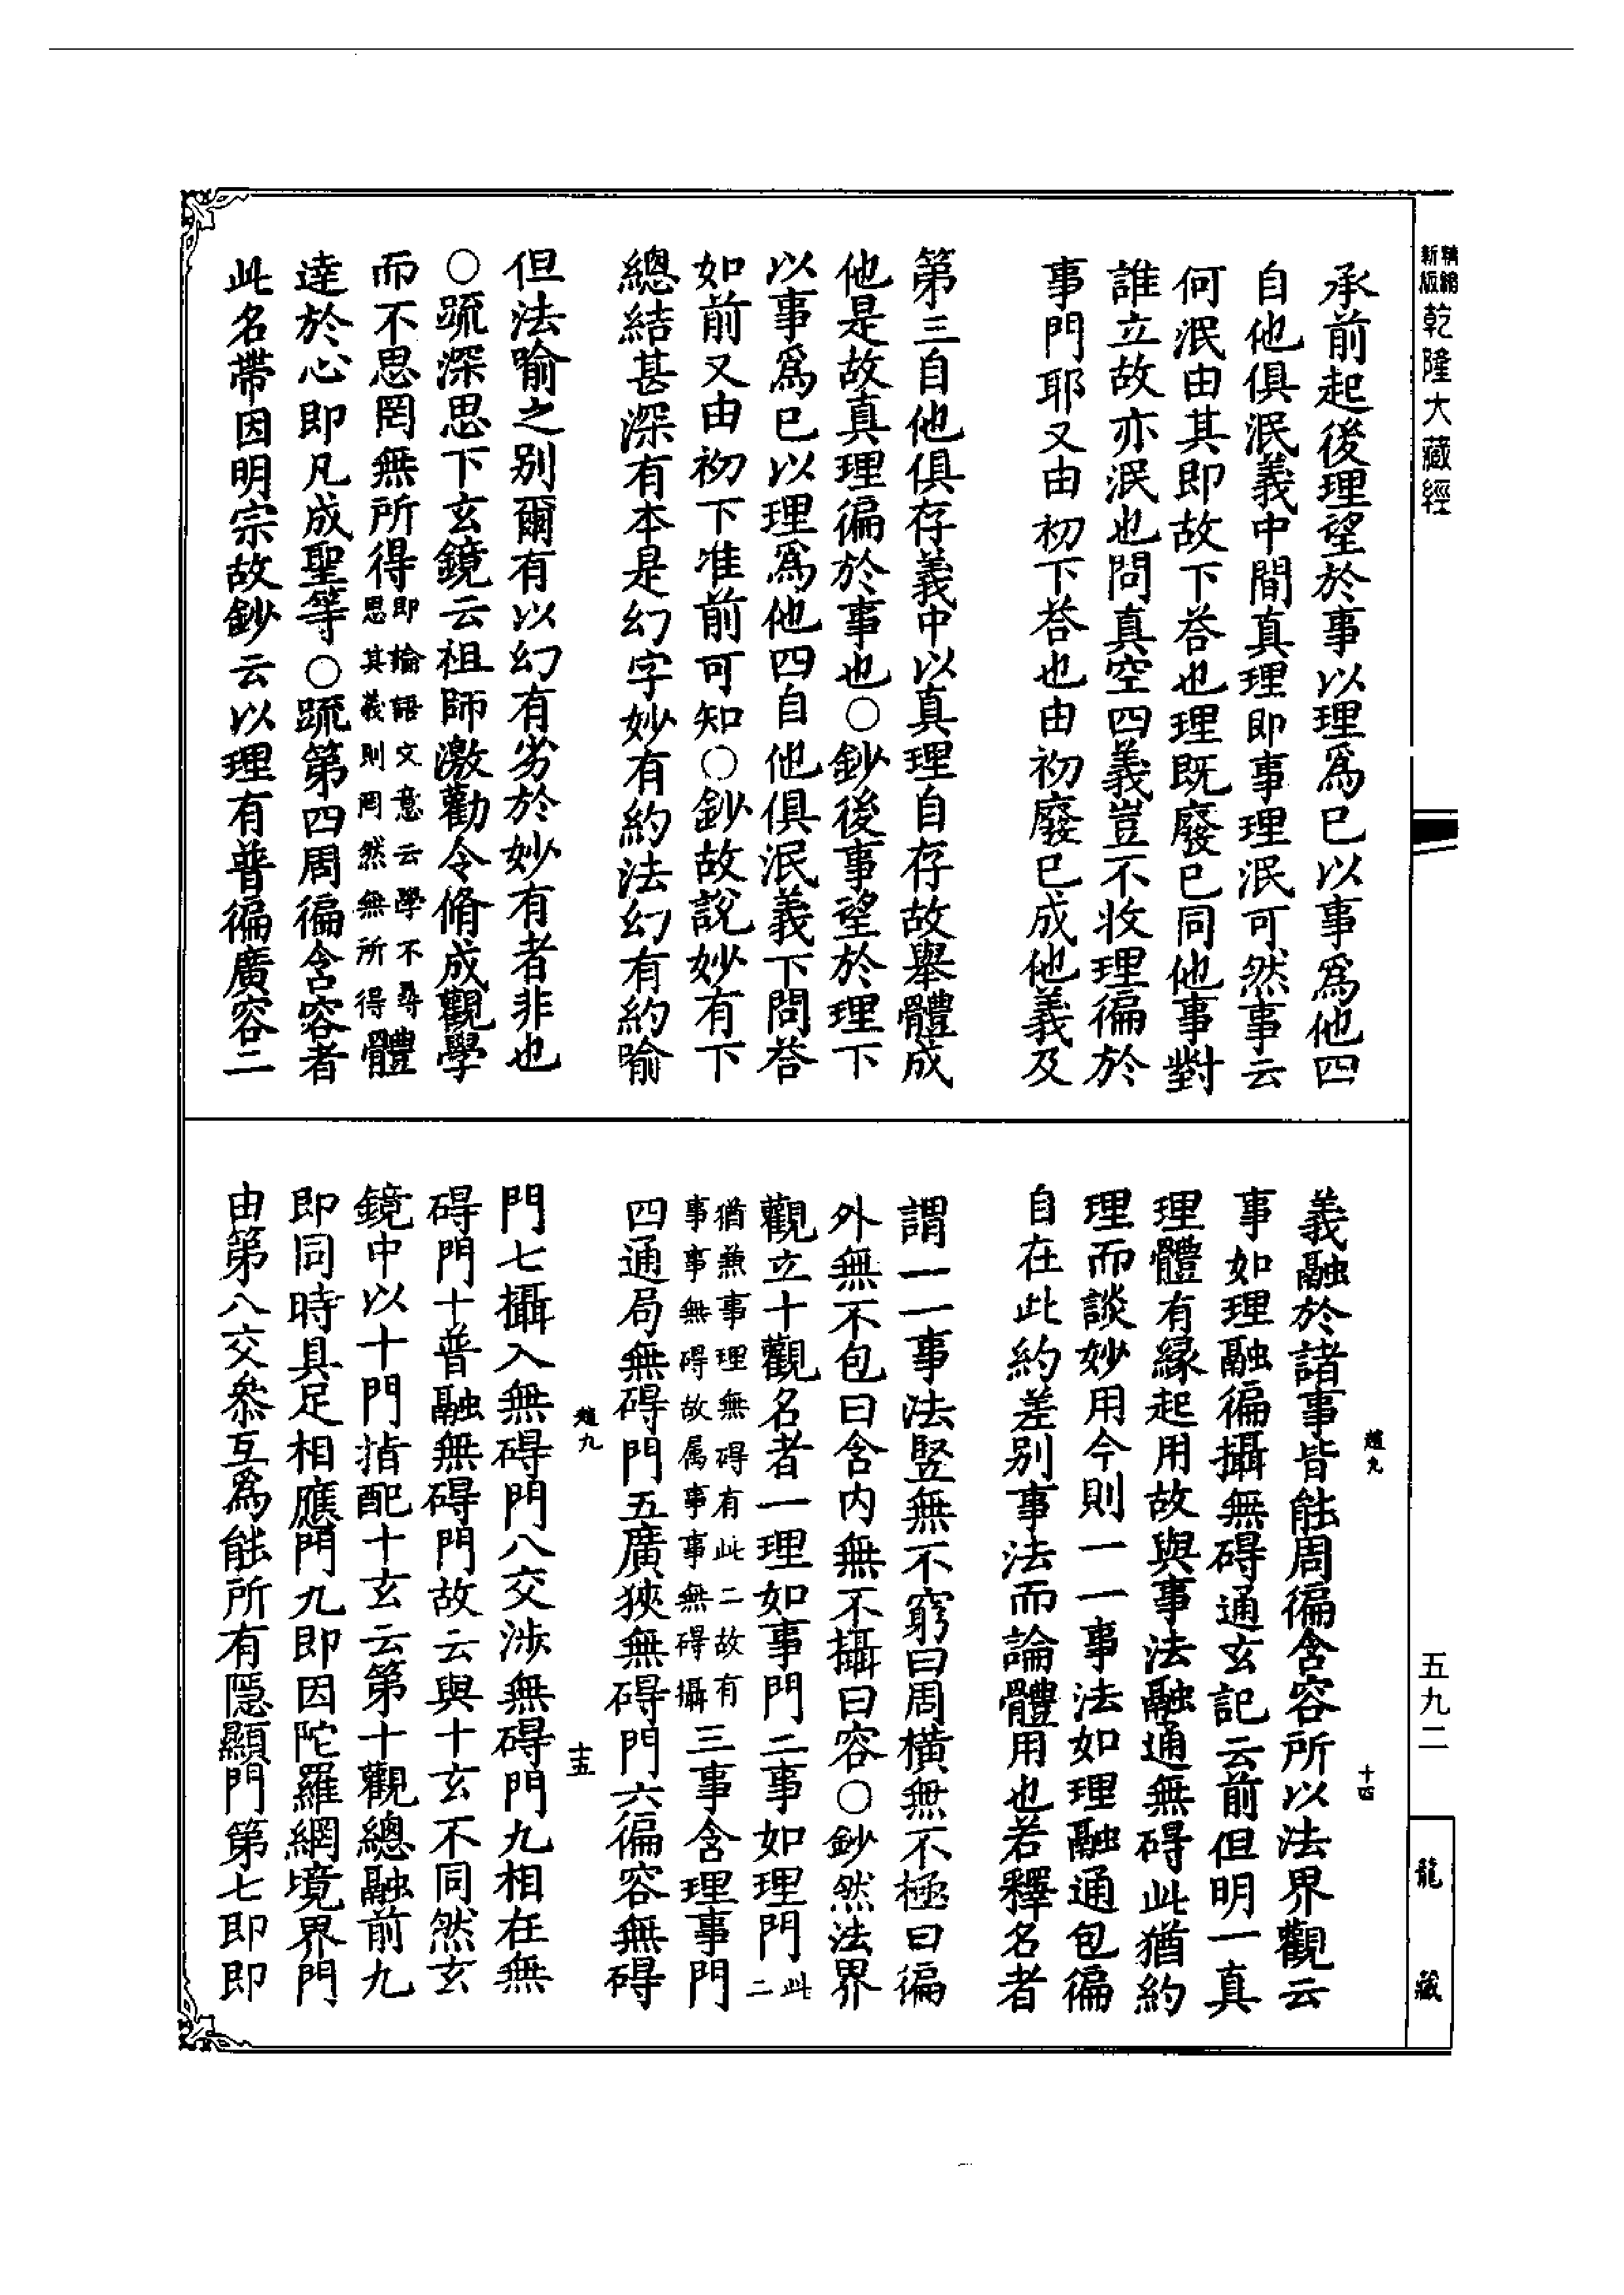 新版
精縮
乾隆大藏經
承前起後理望於事以理爲已以事爲他四
自他俱泯義中間真理即事理泯可然事云
何泯由其即故下荅也理既廢已同他事對
誰立故亦泯也問真空四義豈不收理徧於
事門耶又由初下荅也由初廢已成他義及
第三自他俱存義中以真理自存故舉體成
他是故真理徧於事也〇鈔後事望於理下
以事爲已以理爲他四自他俱泯義下問荅
如前又由初下准前可知〇鈔故說妙有下
總結甚深有本是幻字妙有約法幻有約喻
但法喻之别爾有以幻有劣於妙有者非也
〇䟽深思下玄鏡云祖師激勸令脩成觀學
而不思罔無所得即論語文意云學不尋思其義則罔然無所得體
達於心即凡成聖等〇䟽第四周徧含容者
此名帶因明宗故鈔云以理有普徧廣容二
義融於諸事皆能周徧含容所以法界觀云
事如理融徧攝無碍通玄記云前但明一真
理體有緣起用故與事法融通無碍此猶約
理而談妙用今則一一事法如理融通包徧
自在此約差别事法而論體用也若釋名者
謂一一事法竪無不窮曰周橫無不極曰徧
外無不包曰含内無不攝曰容〇鈔然法界
觀立十觀名者一理如事門二事如理門此二
猶兼事理無碍有此二故有事事無碍故属事事無碍攝三事含理事門
四通局無碍門五廣狹無碍門六徧容無碍
門七攝入無碍門八交涉無碍門九相在無
碍門十普融無碍門故云與十玄不同然玄
鏡中以十門指配十玄云第十觀總融前九
即同時具足相應門九即因陀羅網境界門
由第八交叅互爲能所有隱顯門第七即即
趙九
十四
趙九
十五
五九二
龍藏